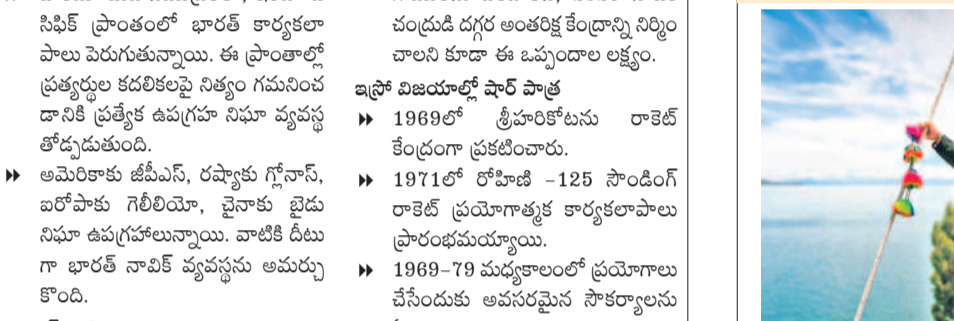 సిఫిక్ ప్రాంతంలో భారత్ కార్యకలా
పాలు పెరుగుతున్నాయి. ఈ ప్రాంతాల్లో
ప్రత్యర్థుల కదలికలపై నిత్యం గమనించ
డానికి ప్రత్యేక ఉపగ్రహ నిఘా వ్యవస్థ
తోడ్పడుతుంది.
అమెరికాకు జీపీఎస్, రష్యాకు గ్లోనాస్,
ఐరోపాకు గెలీలియో, చైనాకు బైడు
నిఘా ఉపగ్రహాలున్నాయి. వాటికి దీటు
గా భారత్ నావిక్ వ్యవస్థను అమర్చు
కొంది.
చంద్రుడి దగ్గర అంతరిక్ష కేంద్రాన్ని నిర్మిం
చాలని కూడా ఈ ఒప్పందాల లక్ష్యం.
ఇస్రో విజయాల్లో షార్ పాత్ర
1969లో శ్రీహరికోటను రాకెట్
కేంద్రంగా ప్రకటించారు.
1971లో రోహిణి -125 సౌండింగ్
రాకెట్ ప్రయోగాత్మక కార్యకలాపాలు
ప్రారంభమయ్యాయి.
1969-79 మధ్యకాలంలో ప్రయోగాలు
చేసేందుకు అవసరమైన సౌకర్యాలను